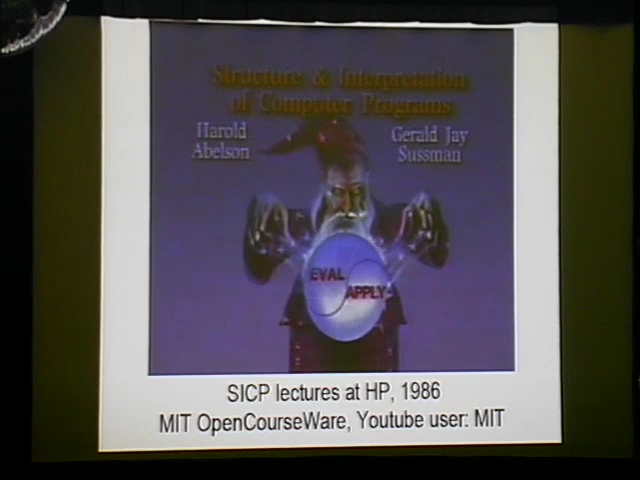 Structure & Interpretation
of Computer Programs
Harold
Abelson
Gerald Jay
Sussman
EVAL
APPLY
SICP lectures at HP, 1986
MIT OpenCourseWare, Youtube user: MIT